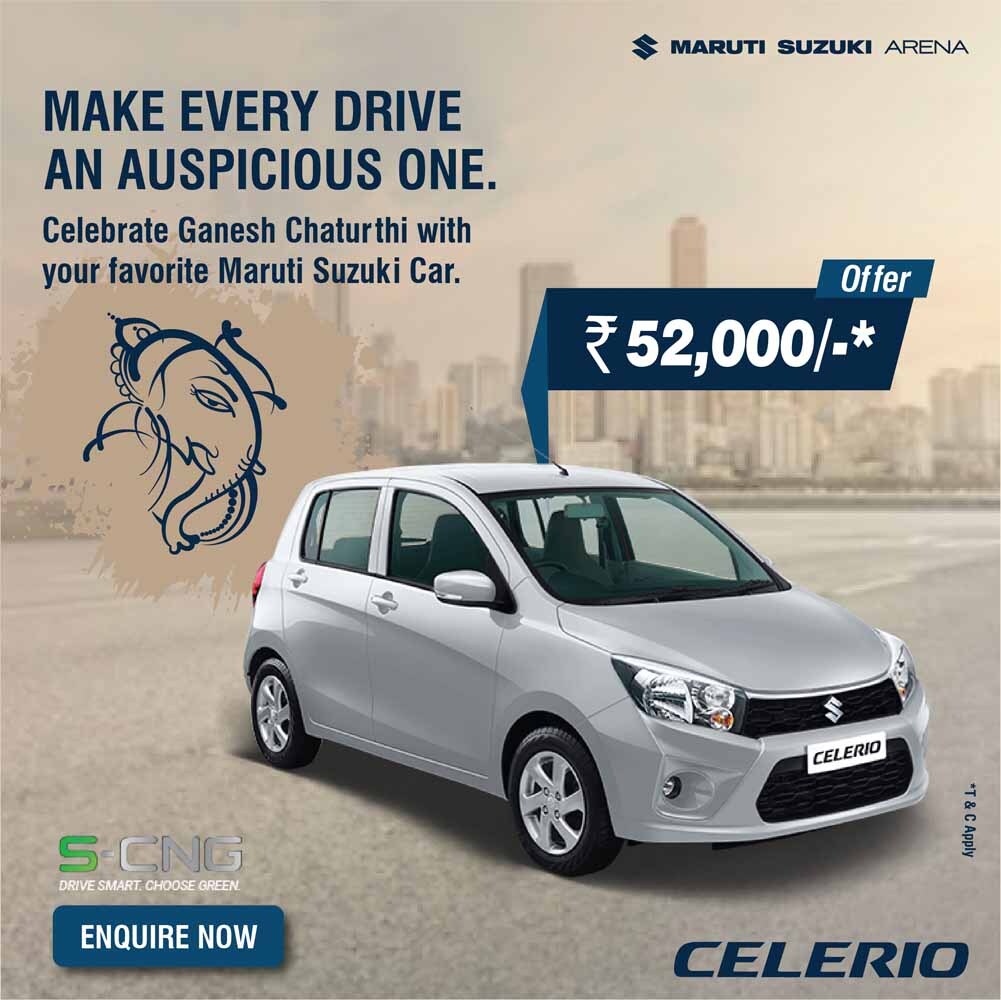 MARUTI SUZUKI ARENA
MAKE EVERY DRIVE
AN AUSPICIOUS ONE.
Celebrate Ganesh Chaturthi with
your favorite Maruti Suzuki Car.
Offer
₹ 52,000/-*
CELERIO
*T & C Apply
S-CNG
DRIVE SMART. CHOOSE GREEN.
ENQUIRE NOW
CELERIO